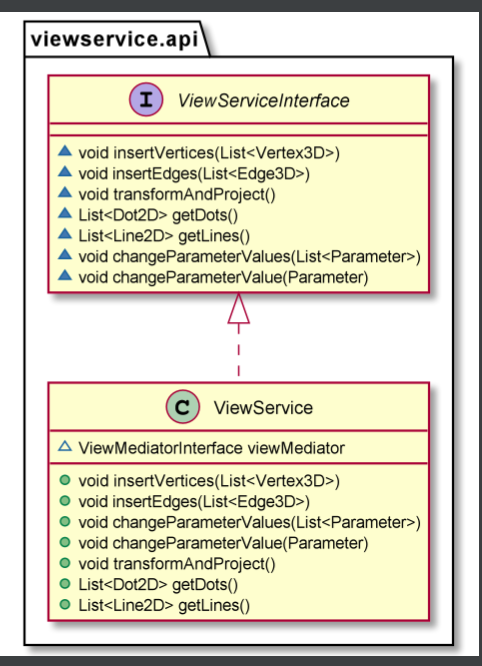 viewservice.api
I ViewServiceInterface
void insertVertices(List<Vertex3D>)
void insertEdges(List<Edge3D>)
void transformAndProject()
List<Dot2D> getDots()
List<Line2D> getLines()
void changeParameterValues(List<Parameter>)
void changeParameterValue(Parameter)
C ViewService
ViewMediatorInterface viewMediator
void insertVertices(List<Vertex3D>)
void insertEdges(List<Edge3D>)
void changeParameterValues(List<Parameter>)
void changeParameterValue(Parameter)
void transformAndProject()
List<Dot2D> getDots()
List<Line2D> getLines()